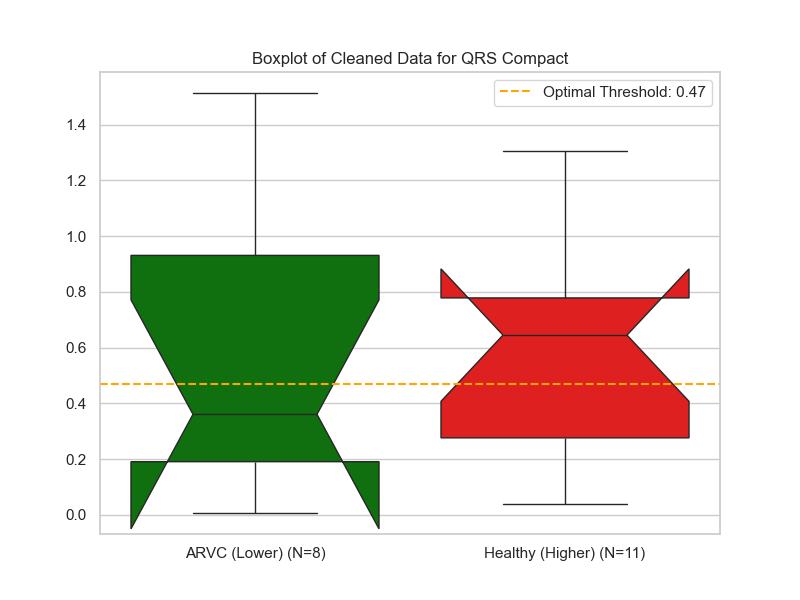 Boxplot of Cleaned Data for QRS Compact
Optimal Threshold: 0.47
1.4
1.2
1.0
0.8
0.6
0.4
0.2
0.0
ARVC (Lower) (N=8)
Healthy (Higher) (N=11)